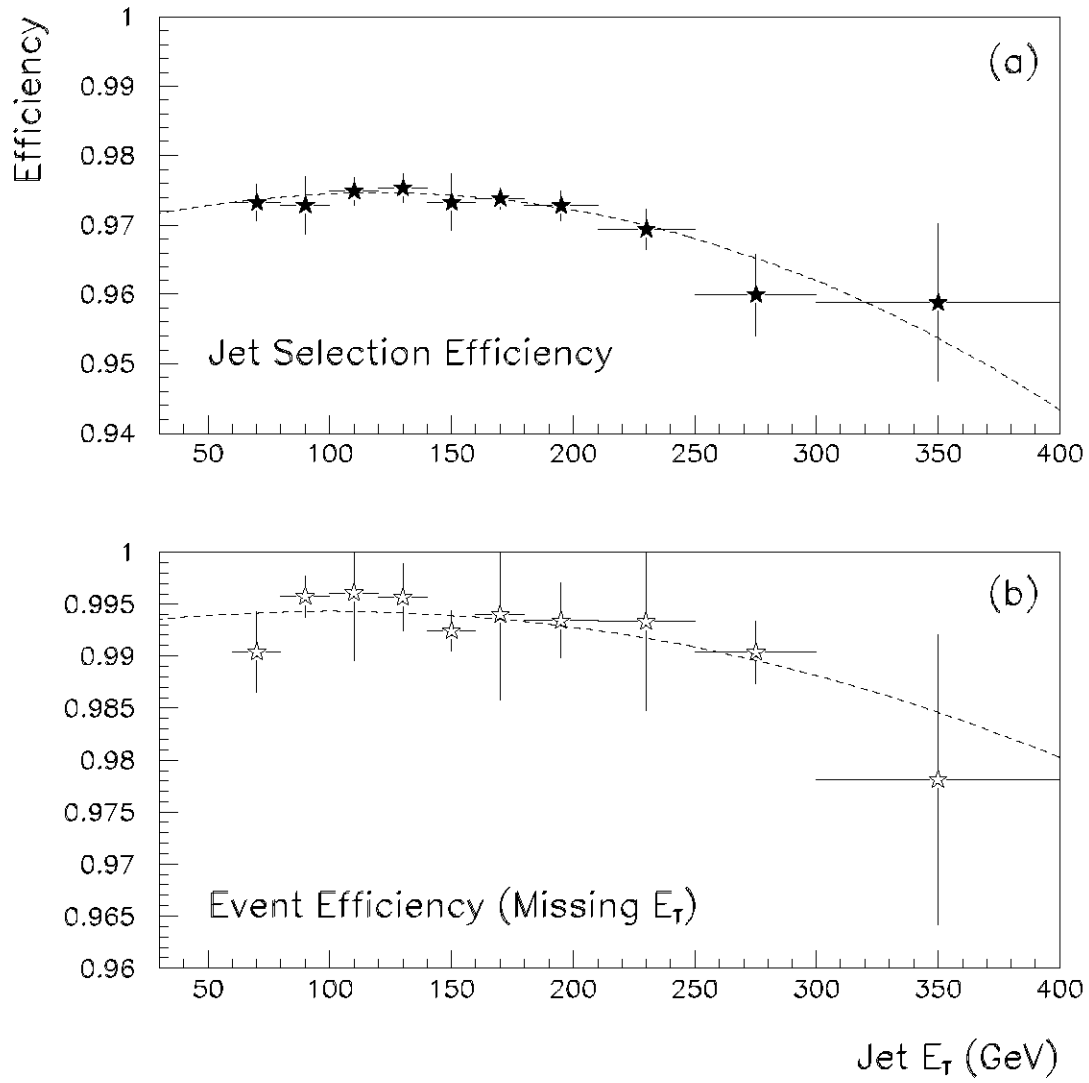 Efficiency
1
(a)
0.99
0.98
0.97
0.96
0.95
Jet Selection Efficiency
0.94
50 100 150 200 250 300 350 400
1
(b)
0.995
0.99
0.985
0.98
0.975
0.97
0.965
Event Efficiency (Missing E_T)
0.96
50 100 150 200 250 300 350 400
Jet E_T (GeV)